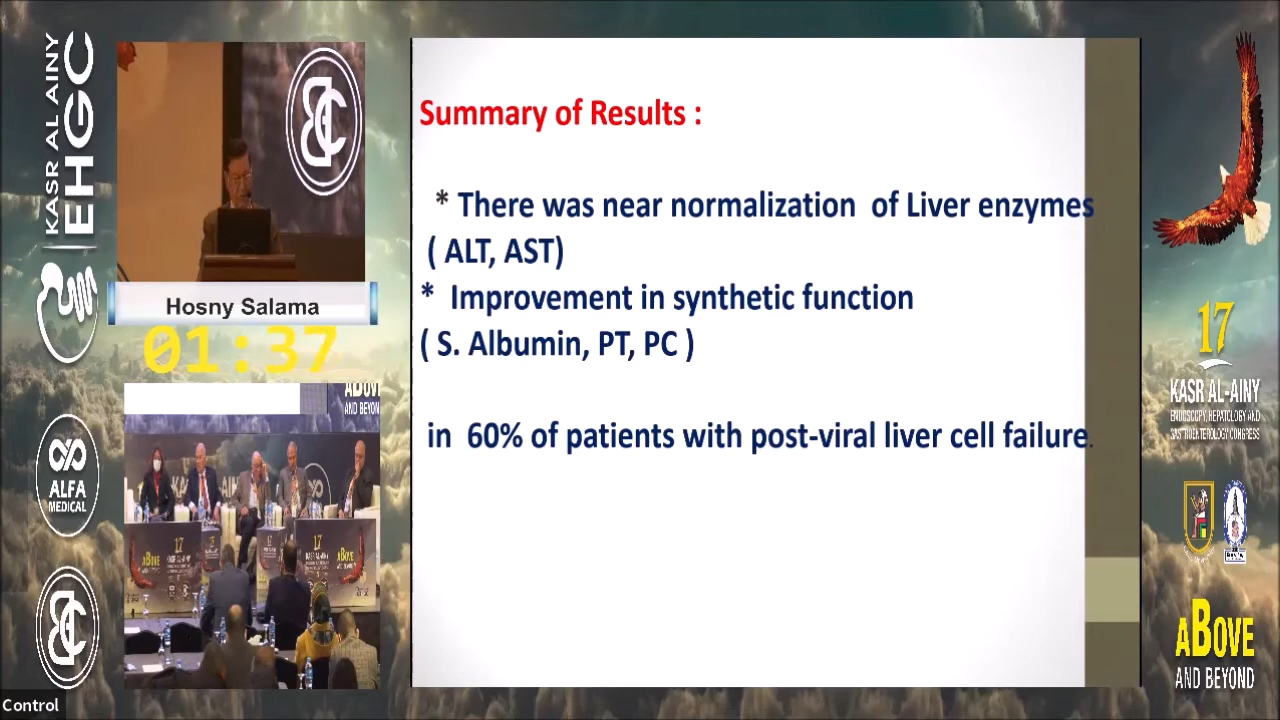 KASR AL AINY
EHGC
ALFA
MEDICAL
Control
Hosny Salama
01:37
ABOVE
AND BEYON
Summary of Results :
* There was near normalization of Liver enzymes
( ALT, AST)
* Improvement in synthetic function
( S. Albumin, PT, PC )
in 60% of patients with post-viral liver cell failure.
17
KASR AL-AINY
ENDOSCOPY, HEPATOLOGY AND
GASTROENTEROLOGY CONGRESS
ABOVE
AND BEYOND